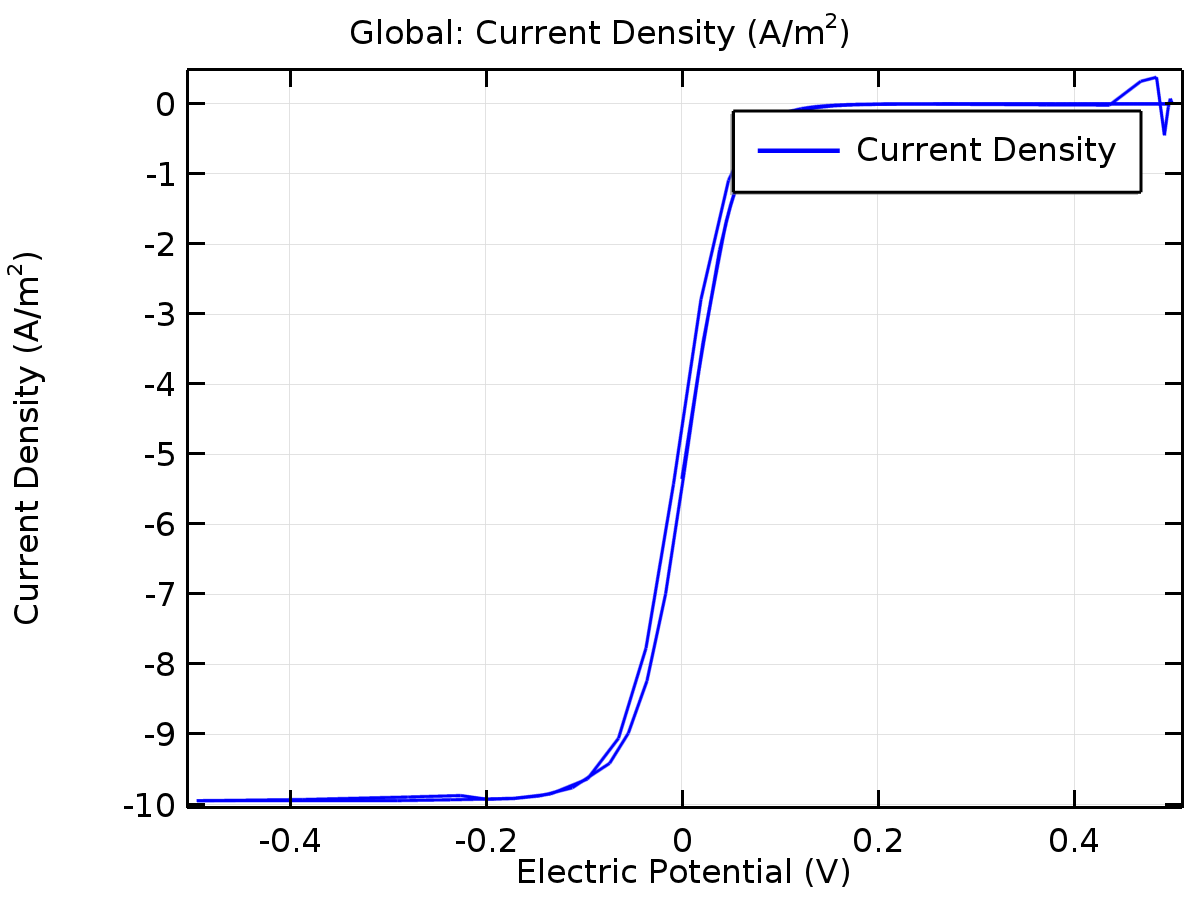 Global: Current Density (A/m²)
Current Density (A/m²)
0
-1
-2
-3
-4
-5
-6
-7
-8
-9
-10
Current Density
-0.4 -0.2 0 0.2 0.4
Electric Potential (V)